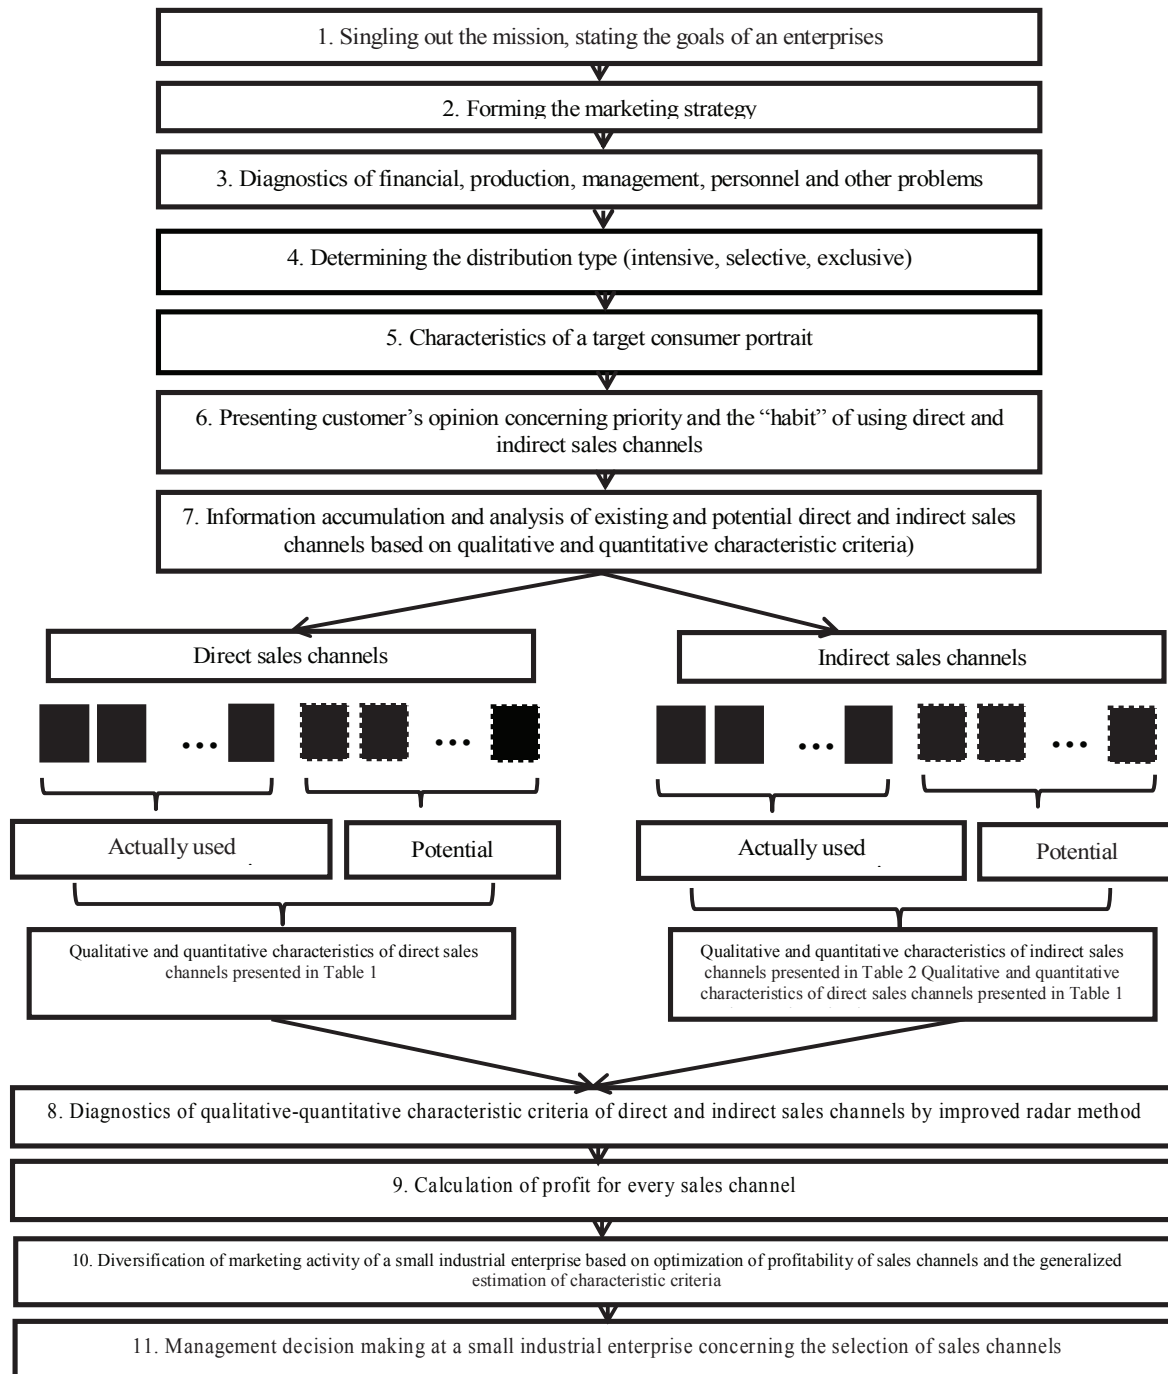 1. Singling out the mission, stating the goals of an enterprises
2. Forming the marketing strategy
3. Diagnostics of financial, production, management, personnel and other problems
4. Determining the distribution type (intensive, selective, exclusive)
5. Characteristics of a target consumer portrait
6. Presenting customer’s opinion concerning priority and the “habit” of using direct and
indirect sales channels
7. Information accumulation and analysis of existing and potential direct and indirect sales
channels based on qualitative and quantitative characteristic criteria)
Direct sales channels
Indirect sales channels
... ...
... ...
Actually used
Potential
Actually used
Potential
Qualitative and quantitative characteristics of direct sales
channels presented in Table 1
Qualitative and quantitative characteristics of indirect sales
channels presented in Table 2 Qualitative and quantitative
characteristics of direct sales channels presented in Table 1
8. Diagnostics of qualitative-quantitative characteristic criteria of direct and indirect sales channels by improved radar method
9. Calculation of profit for every sales channel
10. Diversification of marketing activity of a small industrial enterprise based on optimization of profitability of sales channels and the generalized
estimation of characteristic criteria
11. Management decision making at a small industrial enterprise concerning the selection of sales channels